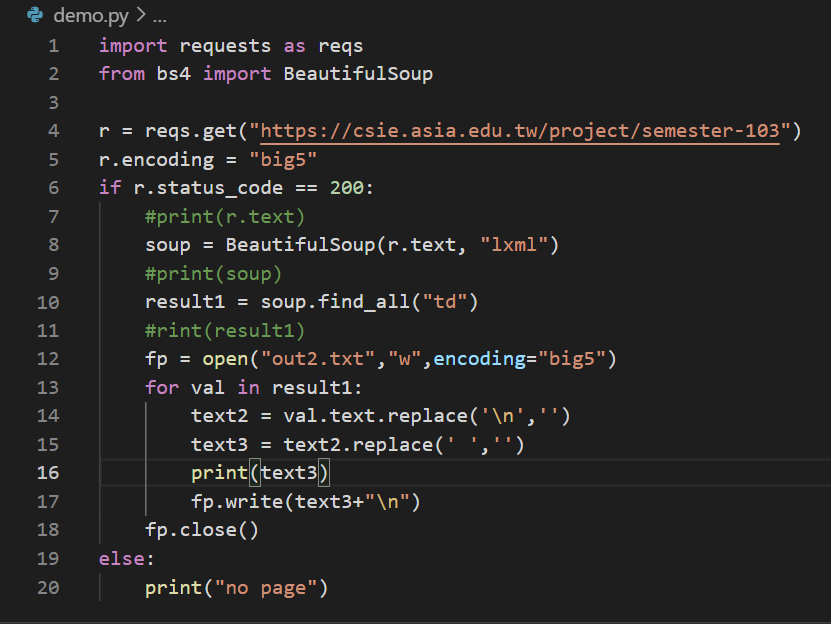 demo.py > ...
1 import requests as reqs
2 from bs4 import BeautifulSoup
3
4 r = reqs.get("https://csie.asia.edu.tw/project/semester-103")
5 r.encoding = "big5"
6 if r.status_code == 200:
7     #print(r.text)
8     soup = BeautifulSoup(r.text, "lxml")
9     #print(soup)
10     result1 = soup.find_all("td")
11     #rint(result1)
12     fp = open("out2.txt","w",encoding="big5")
13     for val in result1:
14         text2 = val.text.replace('\n','')
15         text3 = text2.replace(' ','')
16         print(text3)
17         fp.write(text3+"\n")
18     fp.close()
19 else:
20     print("no page")